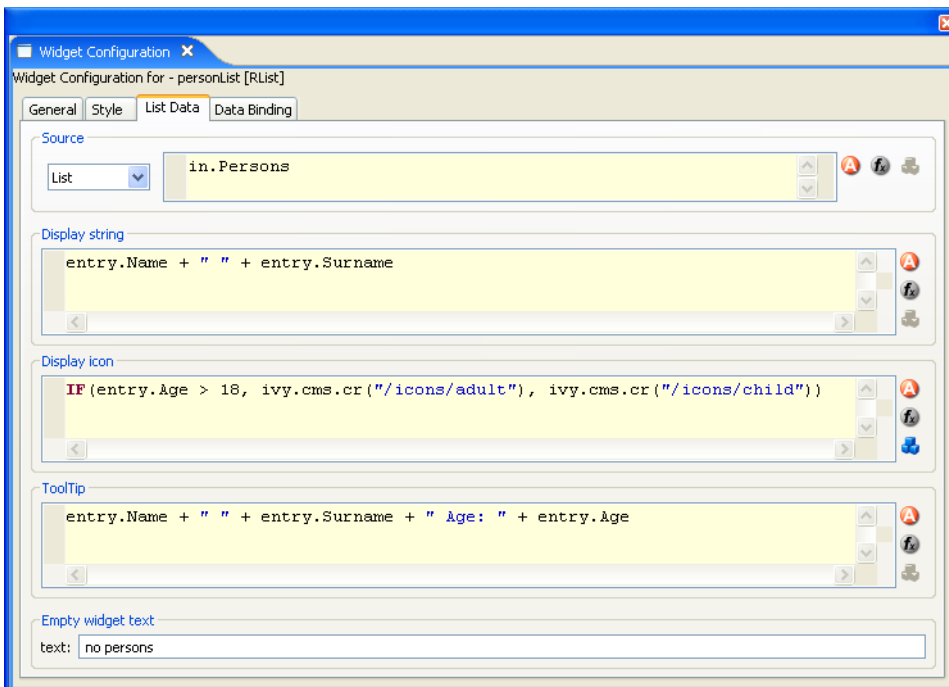 Widget Configuration
Widget Configuration for - personList [RList]
General Style List Data Data Binding
Source
List
in.Persons
Display string
entry.Name + " " + entry.Surname
Display icon
IF(entry.Age > 18, ivy.cms.cr("/icons/adult"), ivy.cms.cr("/icons/child"))
ToolTip
entry.Name + " " + entry.Surname + " Age: " + entry.Age
Empty widget text
text: no persons